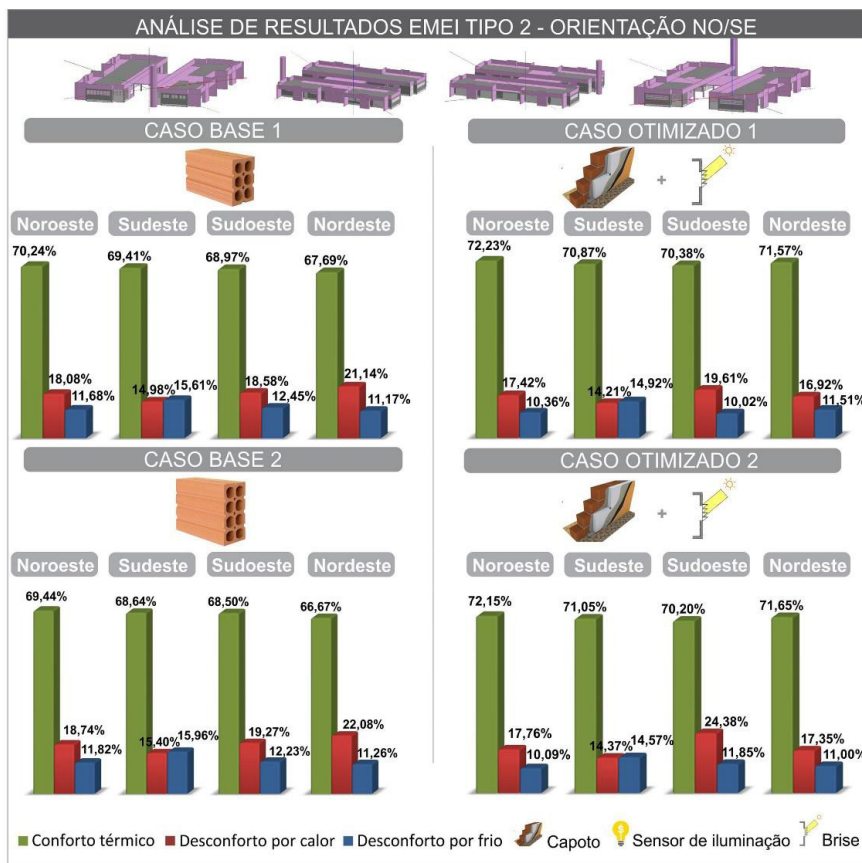 ANÁLISE DE RESULTADOS EMEI TIPO 2 - ORIENTAÇÃO NO/SE
CASO BASE 1
Noroeste Sudeste Sudoeste Nordeste
70,24% 69,41% 68,97% 67,69%
18,08% 11,68% 14,98% 15,61% 18,58% 12,45% 21,14% 11,17%
CASO OTIMIZADO 1
+
Noroeste Sudeste Sudoeste Nordeste
72,23% 70,87% 70,38% 71,57%
17,42% 10,36% 14,21% 14,92% 19,61% 10,02% 16,92% 11,51%
CASO BASE 2
Noroeste Sudeste Sudoeste Nordeste
69,44% 68,64% 68,50% 66,67%
18,74% 11,82% 15,40% 15,96% 19,27% 12,23% 22,08% 11,26%
CASO OTIMIZADO 2
+
Noroeste Sudeste Sudoeste Nordeste
72,15% 71,05% 70,20% 71,65%
17,76% 10,09% 14,37% 14,57% 24,38% 11,85% 17,35% 11,00%
Conforto térmico Desconforto por calor Desconforto por frio Capoto Sensor de iluminação Brise